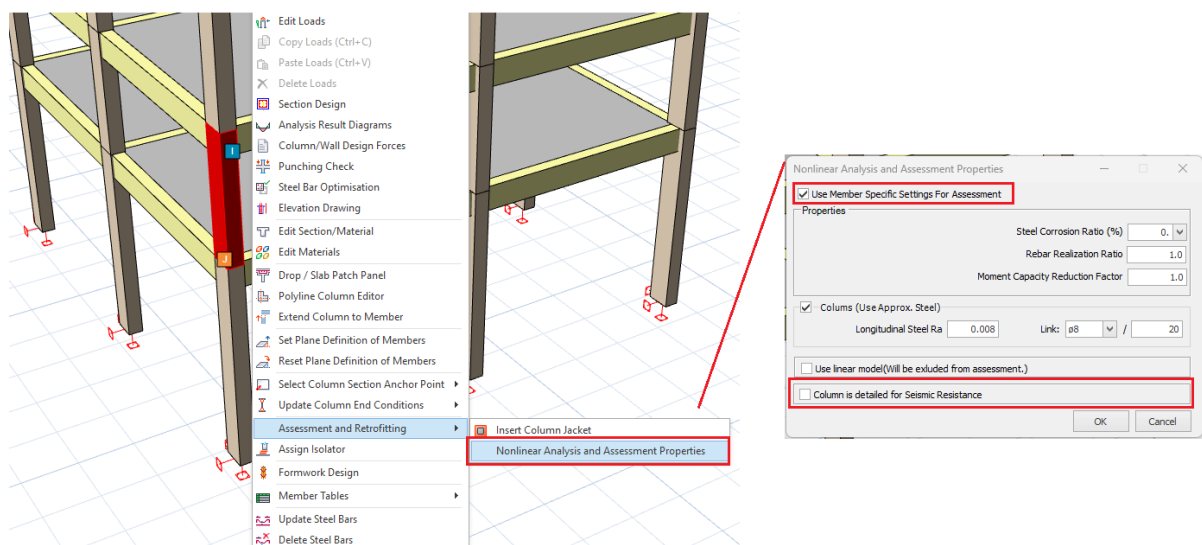 Edit Loads
Copy Loads (Ctrl+C)
Paste Loads (Ctrl+V)
Delete Loads
Section Design
Analysis Result Diagrams
Column/Wall Design Forces
Punching Check
Steel Bar Optimisation
Elevation Drawing
Edit Section/Material
Edit Materials
Drop / Slab Patch Panel
Polyline Column Editor
Extend Column to Member
Set Plane Definition of Members
Reset Plane Definition of Members
Select Column Section Anchor Point
Update Column End Conditions
Assessment and Retrofitting
Assign Isolator
Formwork Design
Member Tables
Update Steel Bars
Delete Steel Bars
I
J
Insert Column Jacket
Nonlinear Analysis and Assessment Properties
Nonlinear Analysis and Assessment Properties
Use Member Specific Settings For Assessment
Properties
Steel Corrosion Ratio (%) 0.
Rebar Realization Ratio 1.0
Moment Capacity Reduction Factor 1.0
Colums (Use Approx. Steel)
Longitudinal Steel Ra 0.008 Link: ø8 / 20
Use linear model(Will be exluded from assessment.)
Column is detailed for Seismic Resistance
OK Cancel